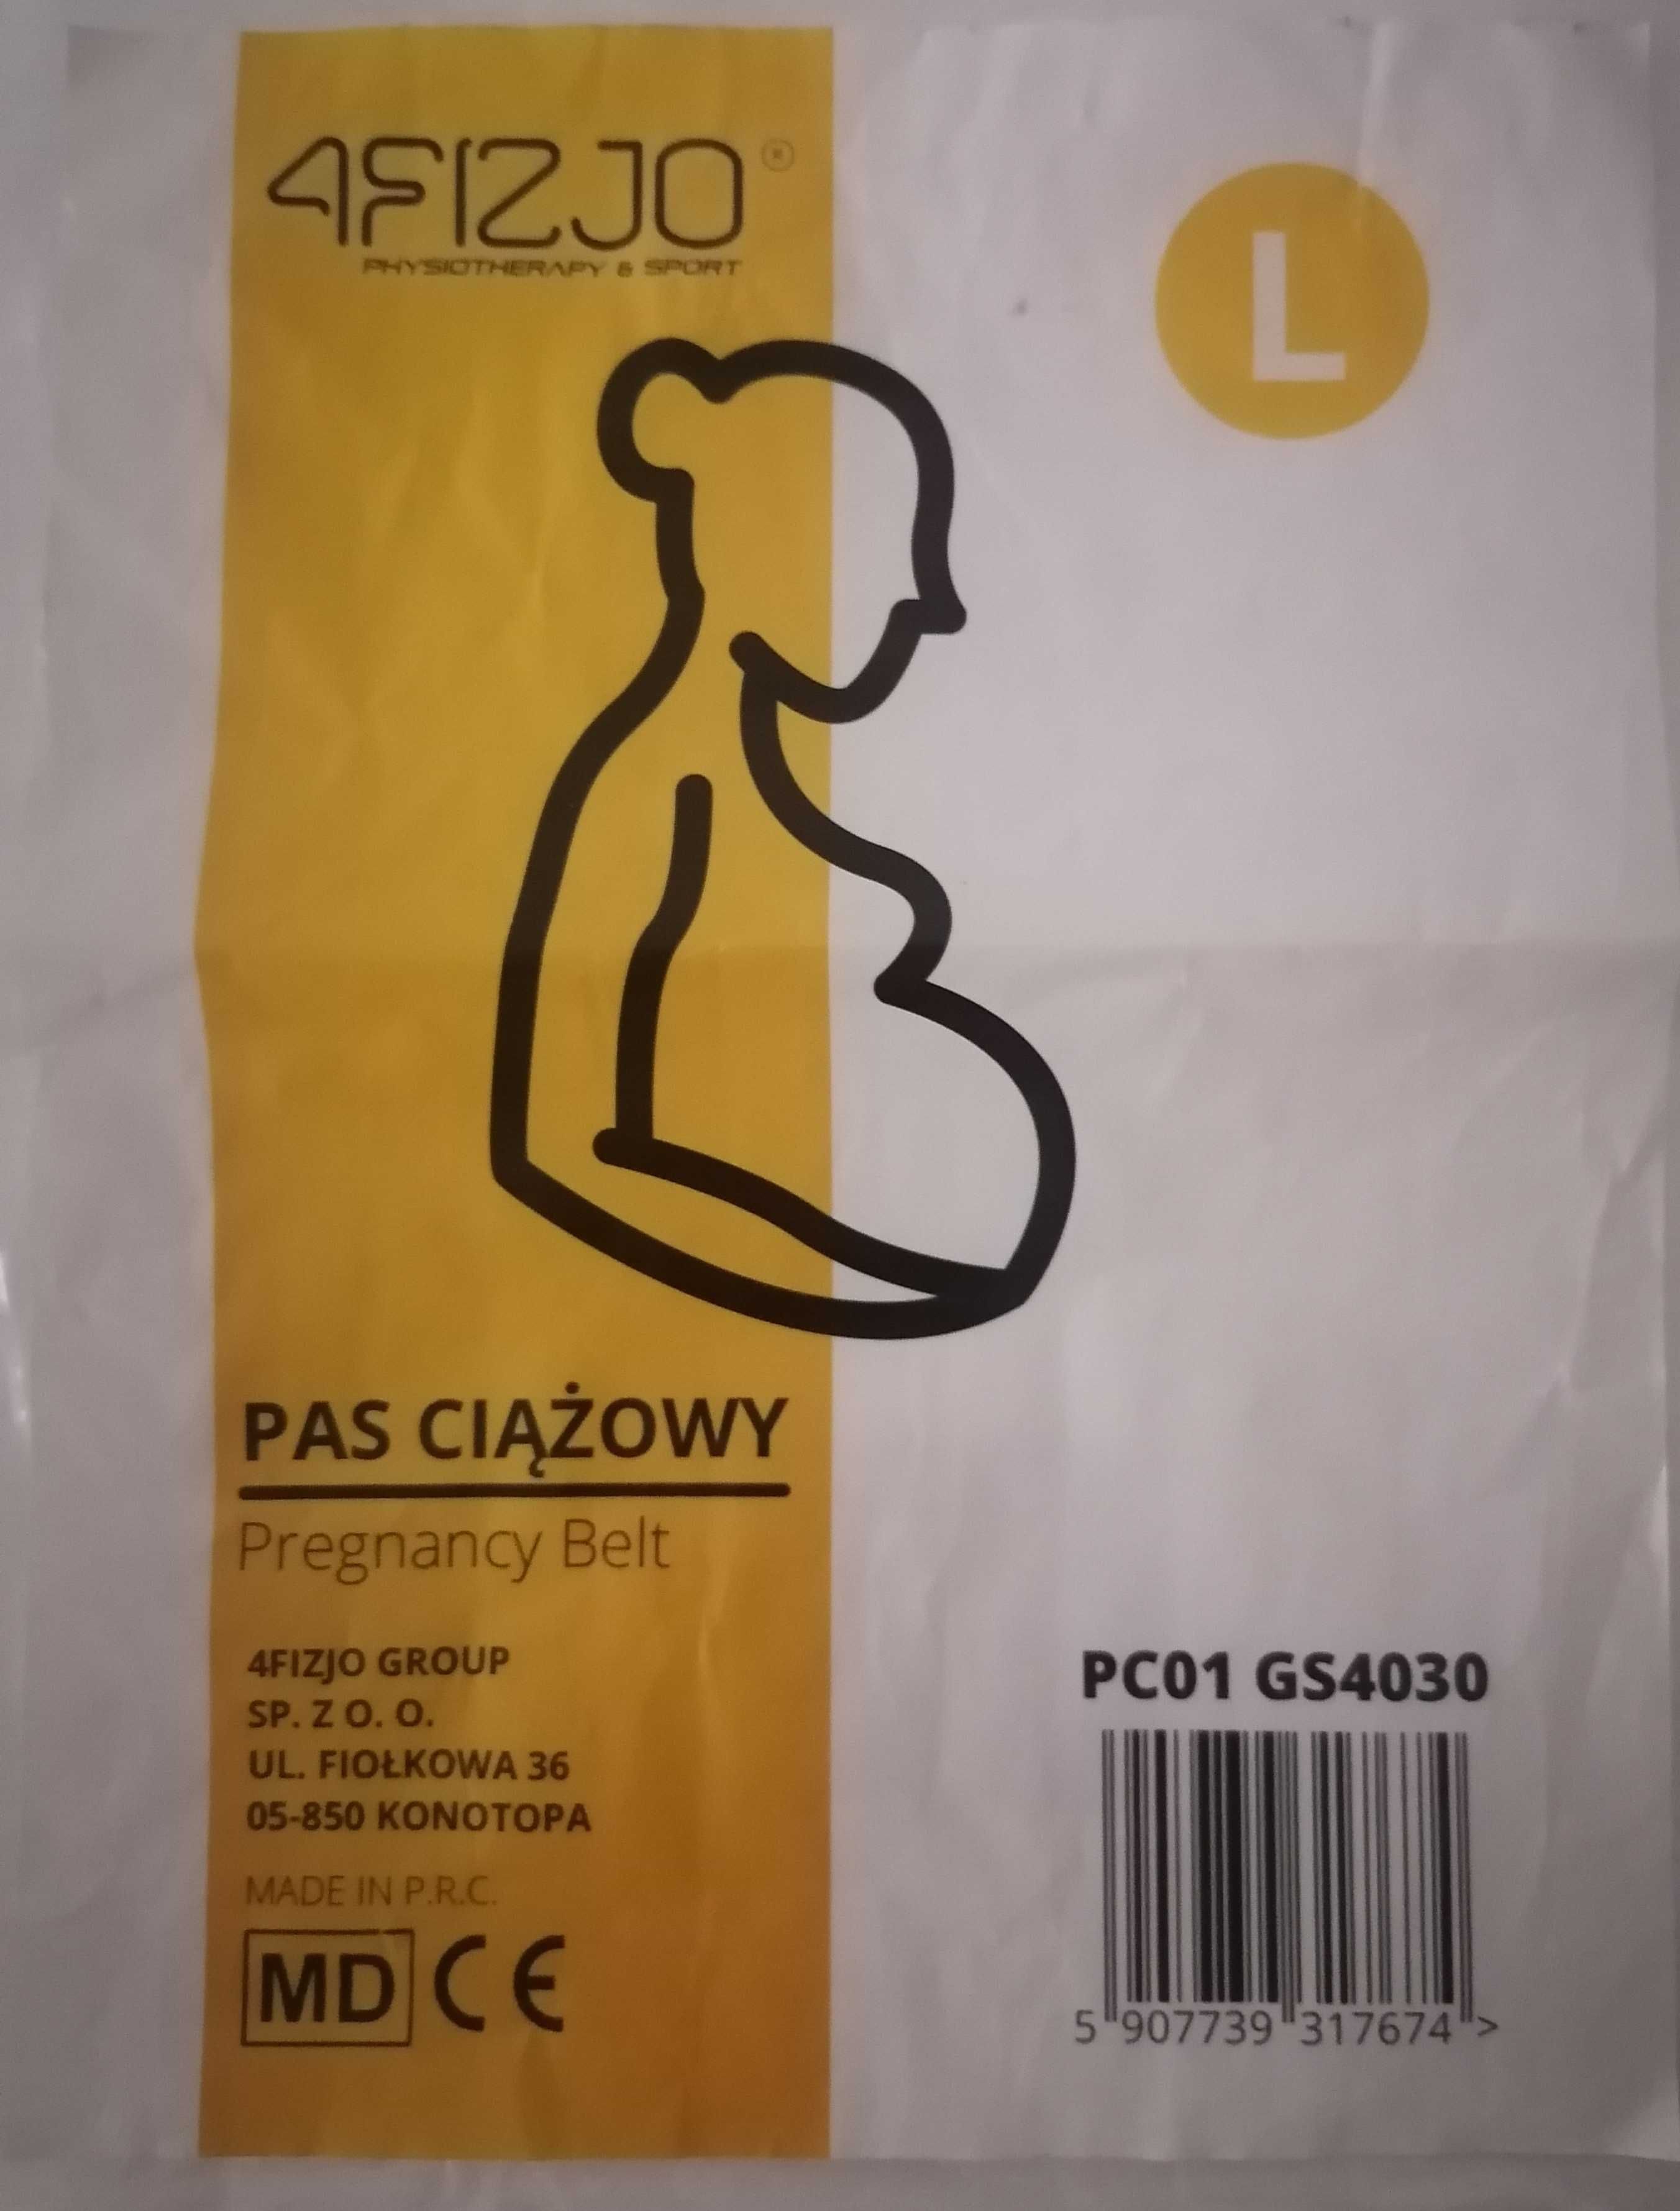 4FIZJO ®
PHYSIOTHERAPY & SPORT
L
PAS CIĄŻOWY
Pregnancy Belt
4FIZJO GROUP
SP. Z O. O.
UL. FIOŁKOWA 36
05-850 KONOTOPA
MADE IN P.R.C.
MD CE
PC01 GS4030
5 907739 317674 >